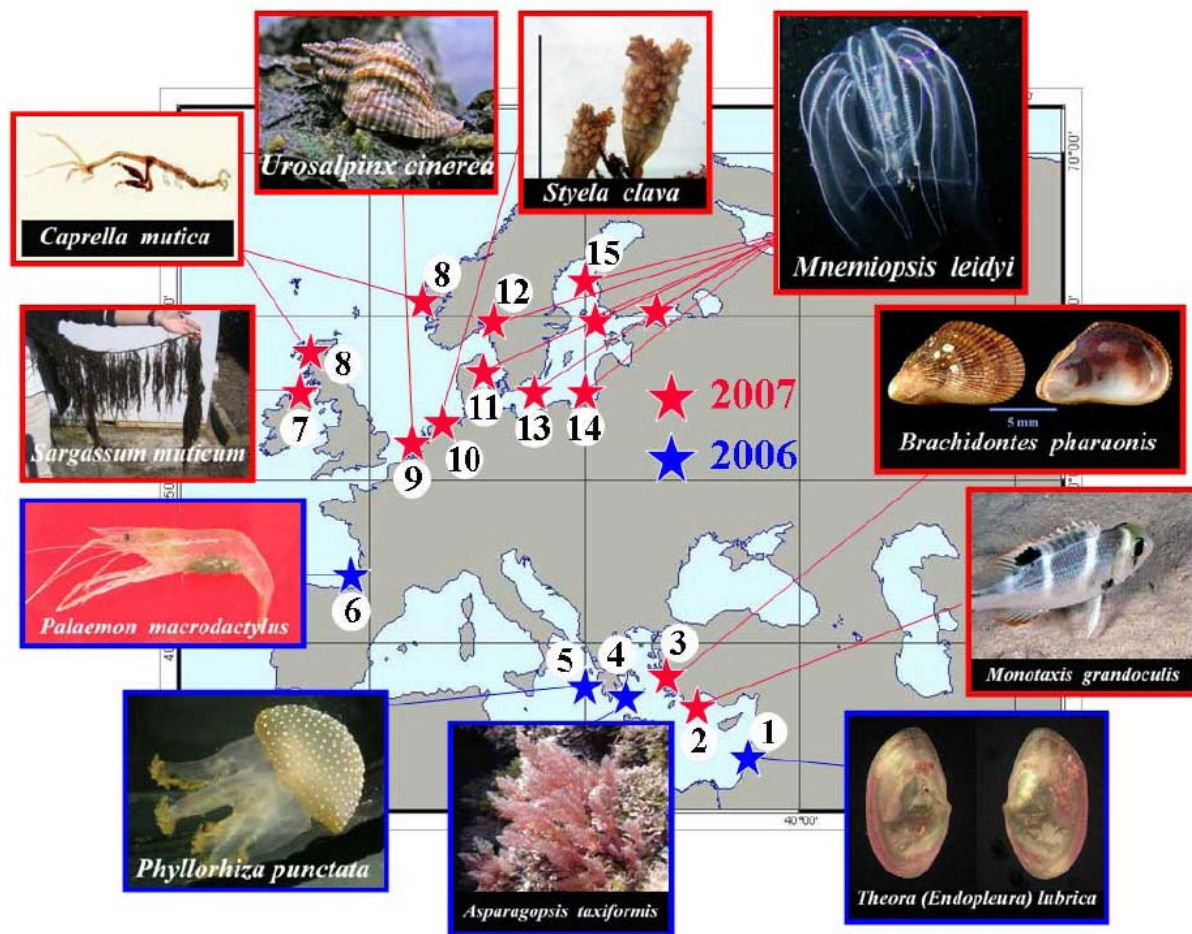 G
Urosalpinx cinerea
Styela clava
Mnemiopsis leidyi
Caprella mutica
70°00'
15
8
12
8
Sargassum muticum
7
11
13
14
10
9
2007
2006
5 mm
Brachidontes pharaonis
Palaemon macrodactylus
6
Monotaxis grandoculis
3
4
5
2
1
40°00'
Phyllorhiza punctata
Asparagopsis taxiformis
Theora (Endopleura) lubrica